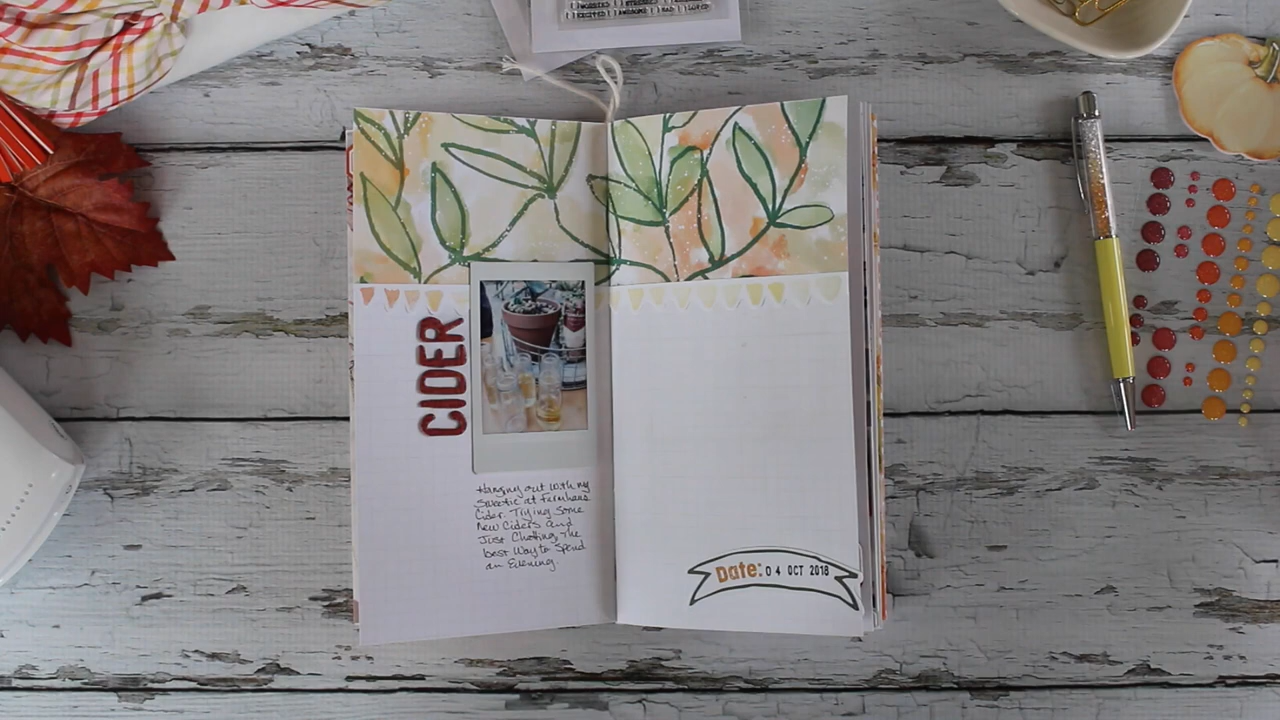 CIDER
Hanging out with my
Sweetie at Farmhaus
Cider. Trying Some
New Ciders and
Just Chatting, The
best Way to Spend
an Evening.
Date: 04 OCT 2018